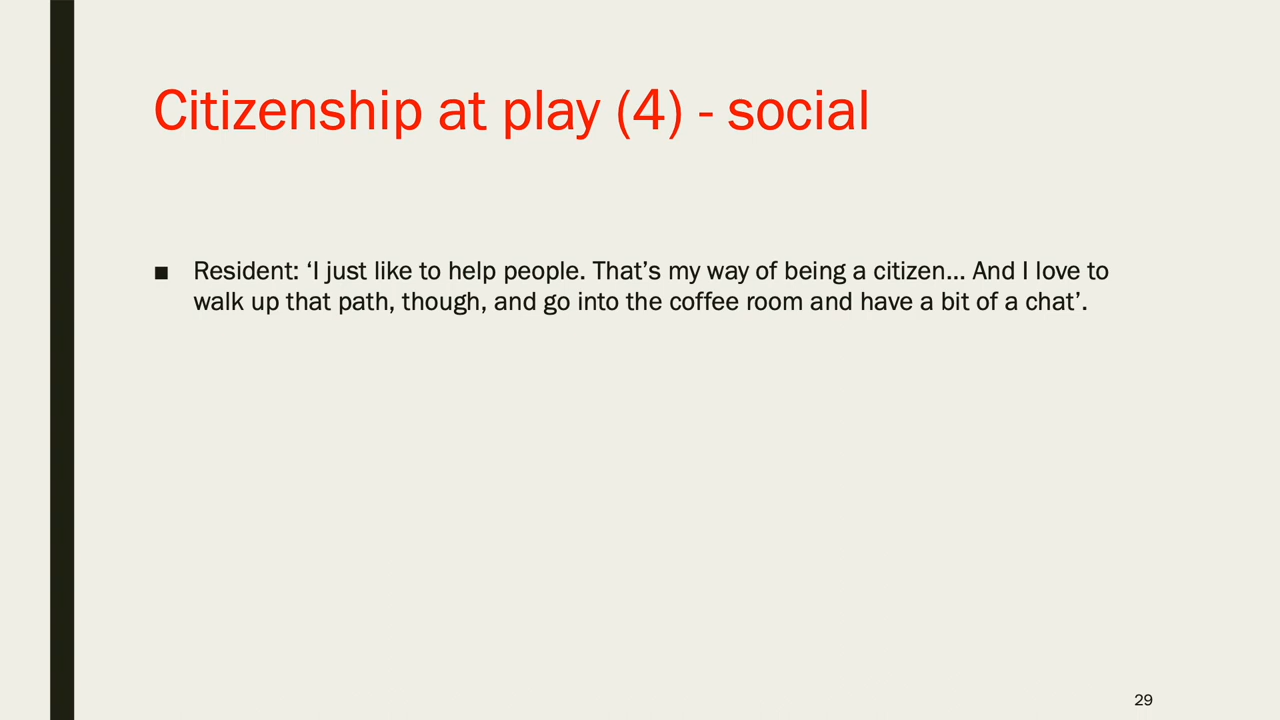 Citizenship at play (4) - social
■ Resident: ‘I just like to help people. That’s my way of being a citizen... And I love to
walk up that path, though, and go into the coffee room and have a bit of a chat’.
29